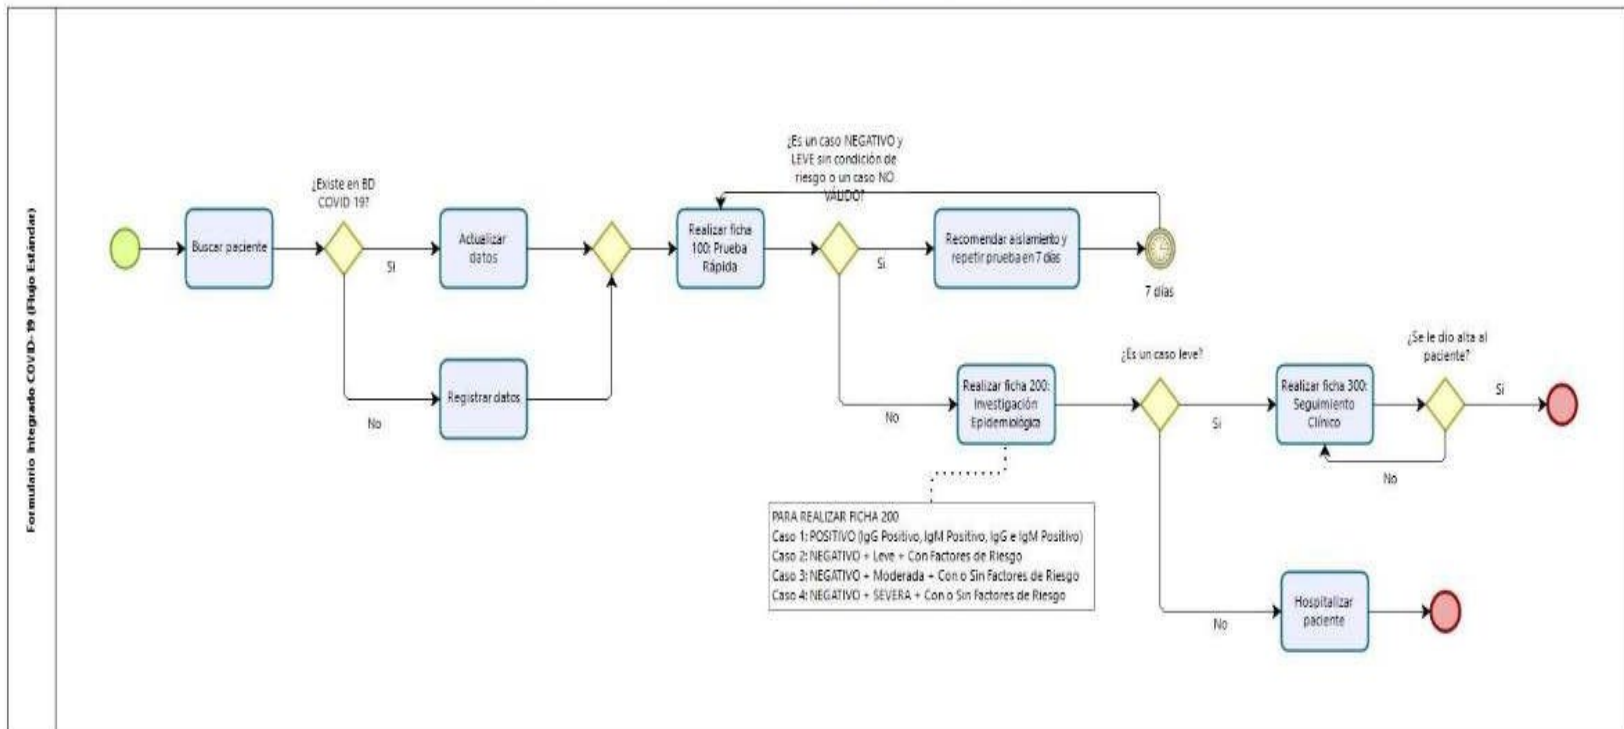 Formulario Integrado COVID-19 (Flujo Estándar)
Buscar paciente
¿Existe en BD
COVID 19?
Si
No
Actualizar
datos
Registrar datos
Realizar ficha
100: Prueba
Rápida
¿Es un caso NEGATIVO y
LEVE sin condición de
riesgo o un caso NO
VÁLIDO?
Si
No
Recomendar aislamiento y
repetir prueba en 7 días
7 días
Realizar ficha 200:
Investigación
Epidemiológica
¿Es un caso leve?
Si
No
Realizar ficha 300:
Seguimiento
Clínico
¿Se le dio alta al
paciente?
Si
No
PARA REALIZAR FICHA 200
Caso 1: POSITIVO (IgG Positivo, IgM Positivo, IgG e IgM Positivo)
Caso 2: NEGATIVO + Leve + Con Factores de Riesgo
Caso 3: NEGATIVO + Moderada + Con o Sin Factores de Riesgo
Caso 4: NEGATIVO + SEVERA + Con o Sin Factores de Riesgo
Hospitalizar
paciente